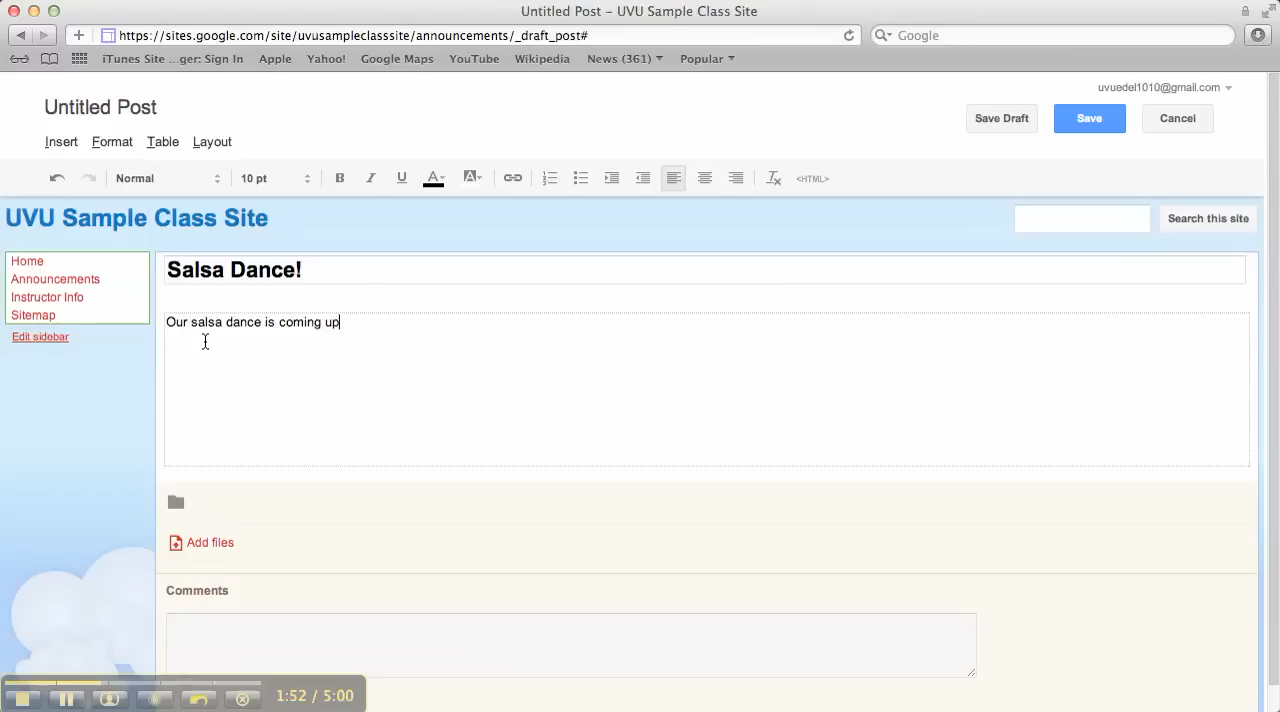 Untitled Post – UVU Sample Class Site
https://sites.google.com/site/uvusampleclasssite/announcements/_draft_post#
Google
iTunes Site ...ger: Sign In Apple Yahoo! Google Maps YouTube Wikipedia News (361) Popular
uvuedel1010@gmail.com
Untitled Post
Save Draft Save Cancel
Insert Format Table Layout
Normal 10 pt B I U A A <HTML>
UVU Sample Class Site
Search this site
Home
Announcements
Instructor Info
Sitemap
Edit sidebar
Salsa Dance!
Our salsa dance is coming up
Add files
Comments
1:52 / 5:00